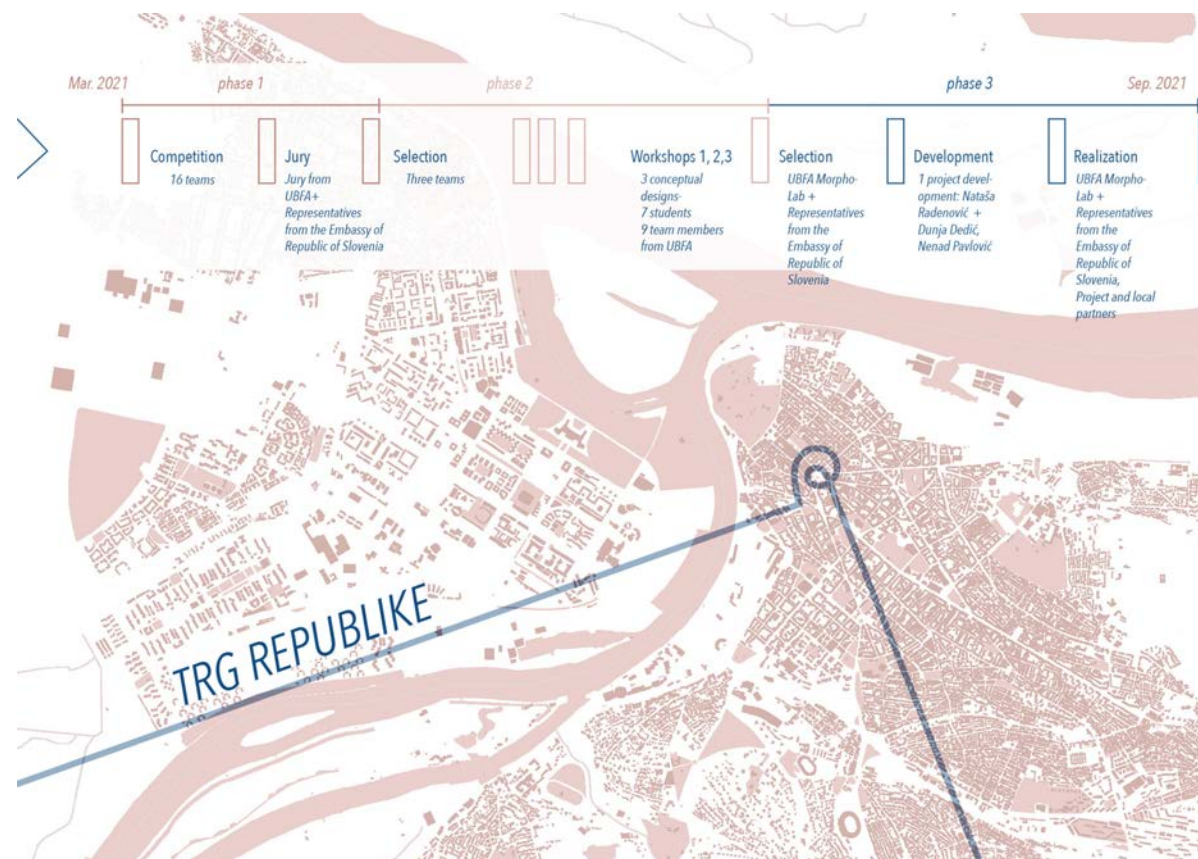 Mar. 2021
phase 1
phase 2
phase 3
Sep. 2021
Competition
16 teams
Jury
Jury from
UBFA+
Representatives
from the Embassy of
Republic of Slovenia
Selection
Three teams
Workshops 1, 2,3
3 conceptual
designs-
7 students
9 team members
from UBFA
Selection
UBFA Morpho-
Lab +
Representatives
from the
Embassy of
Republic of
Slovenia
Development
1 project devel-
opment: Nataša
Radenović +
Dunja Dedić,
Nenad Pavlović
Realization
UBFA Morpho-
Lab +
Representatives
from the
Embassy of
Republic of
Slovenia,
Project and local
partners
TRG REPUBLIKE